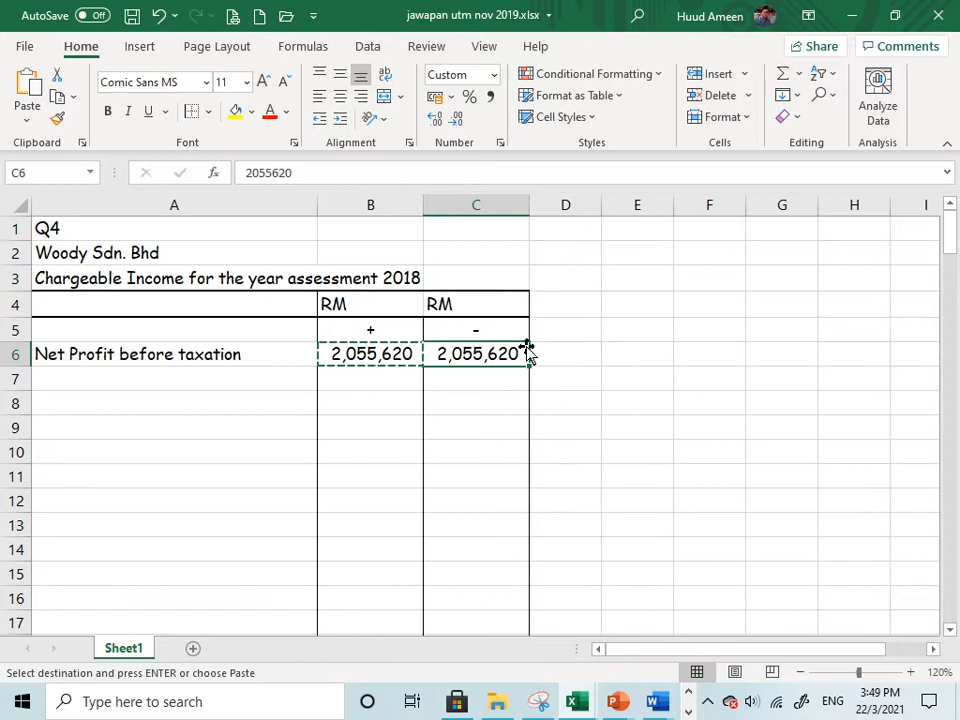 AutoSave Off
jawapan utm nov 2019.xlsx
Huud Ameen
File Home Insert Page Layout Formulas Data Review View Help Share Comments
Paste
Clipboard
Comic Sans MS 11
B I U A
Font
ab
Alignment
Custom
% 9
Number
Conditional Formatting
Format as Table
Cell Styles
Styles
Insert
Delete
Format
Cells
Editing
Analyze Data
Analysis
C6 fx 2055620
A B C D E F G H I
1 Q4
2 Woody Sdn. Bhd
3 Chargeable Income for the year assessment 2018
4 RM RM
5 + -
6 Net Profit before taxation 2,055,620 2,055,620
7
8
9
10
11
12
13
14
15
16
17
Sheet1
Select destination and press ENTER or choose Paste
120%
Type here to search
ENG
3:49 PM
22/3/2021